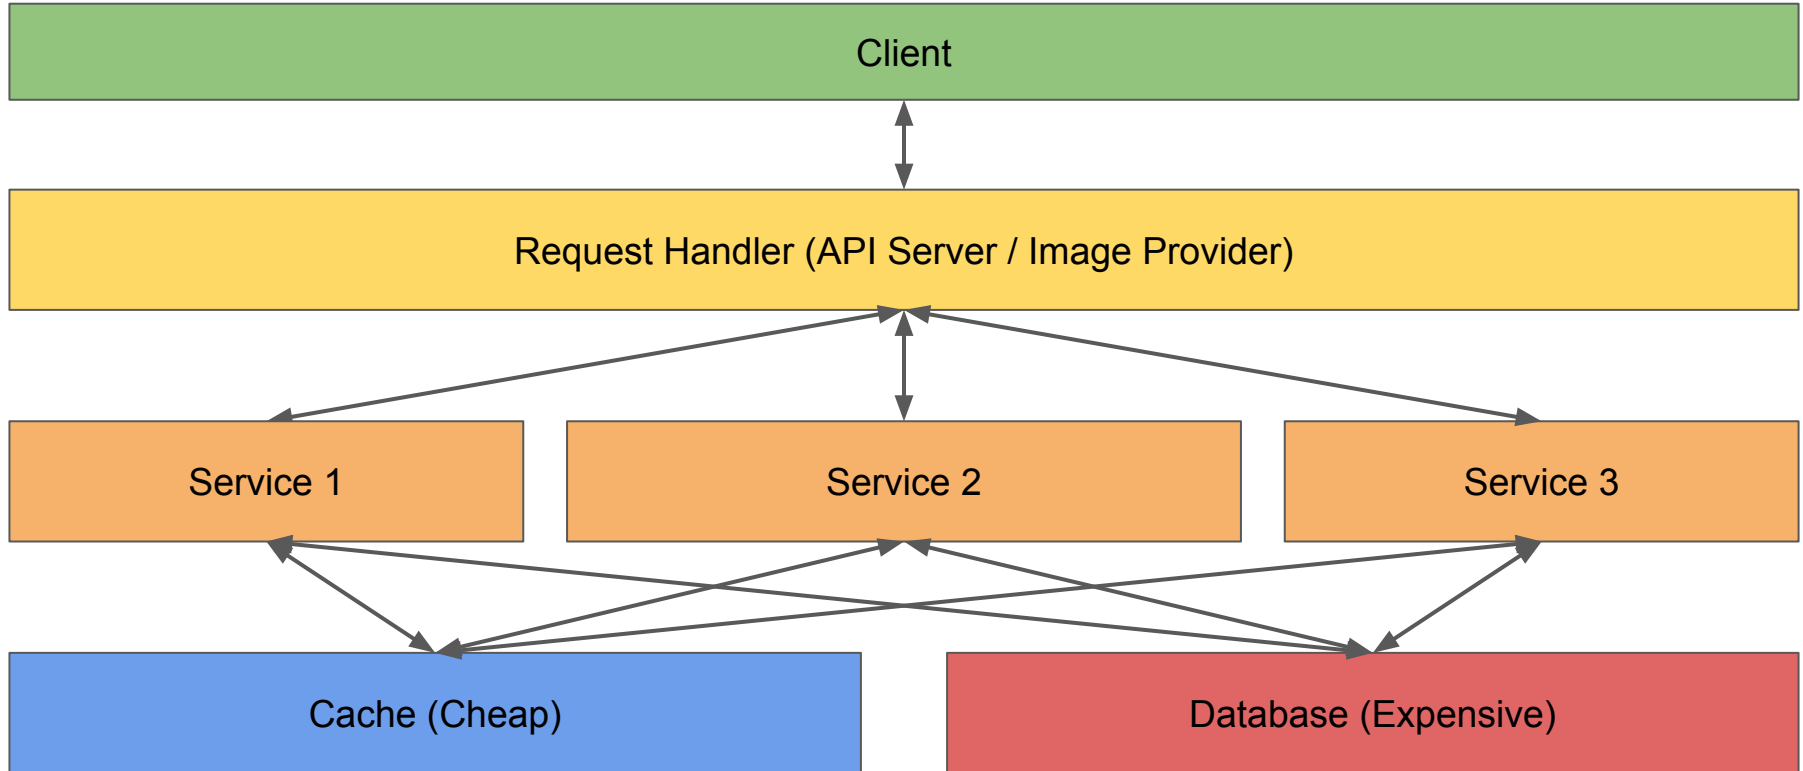 Client
Request Handler (API Server / Image Provider)
Service 1
Service 2
Service 3
Cache (Cheap)
Database (Expensive)